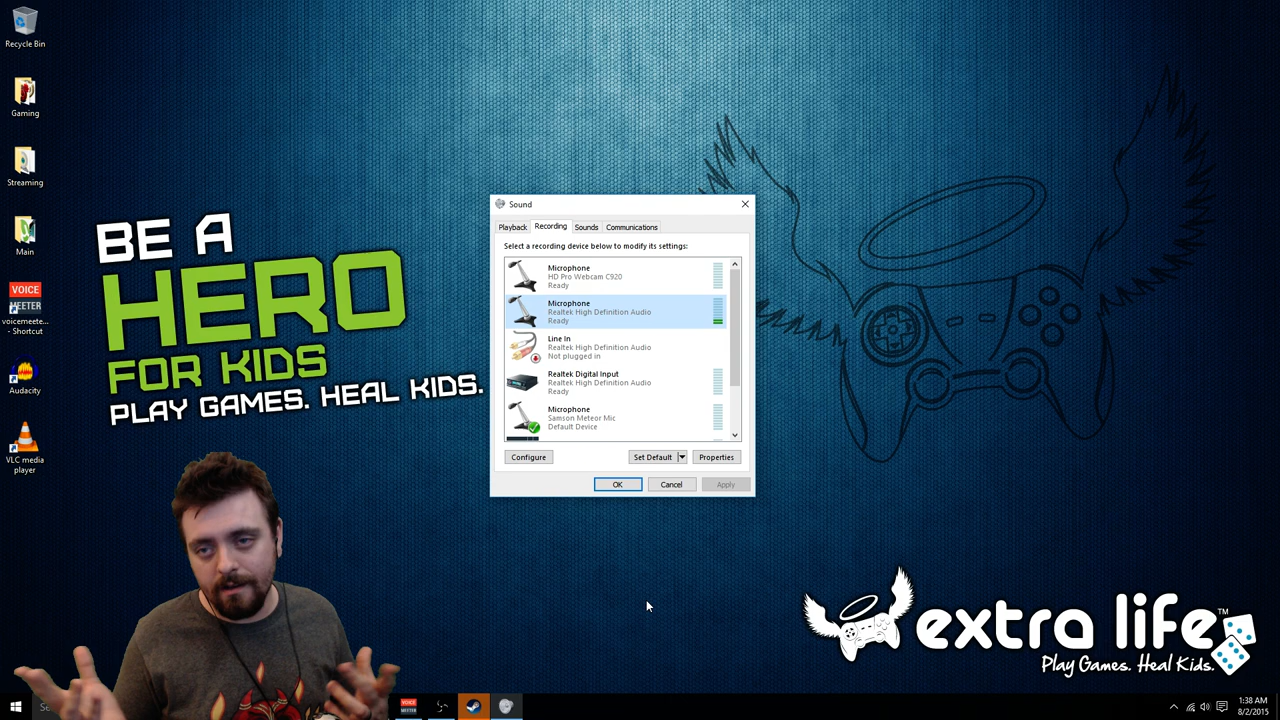 Recycle Bin
Gaming
Streaming
Main
VOICE
METER
voicemeete...
- Shortcut
Audacity
VLC media
player
BE A
HERO
FOR KIDS
PLAY GAMES. HEAL KIDS.
Sound
Playback
Recording
Sounds
Communications
Select a recording device below to modify its settings:
Microphone
HD Pro Webcam C920
Ready
Microphone
Realtek High Definition Audio
Ready
Line In
Realtek High Definition Audio
Not plugged in
Realtek Digital Input
Realtek High Definition Audio
Ready
Microphone
Samson Meteor Mic
Default Device
Configure
Set Default
Properties
OK
Cancel
Apply
extra life™
Play Games. Heal Kids.
Se
VOICE
MEETER
1:38 AM
8/2/2015